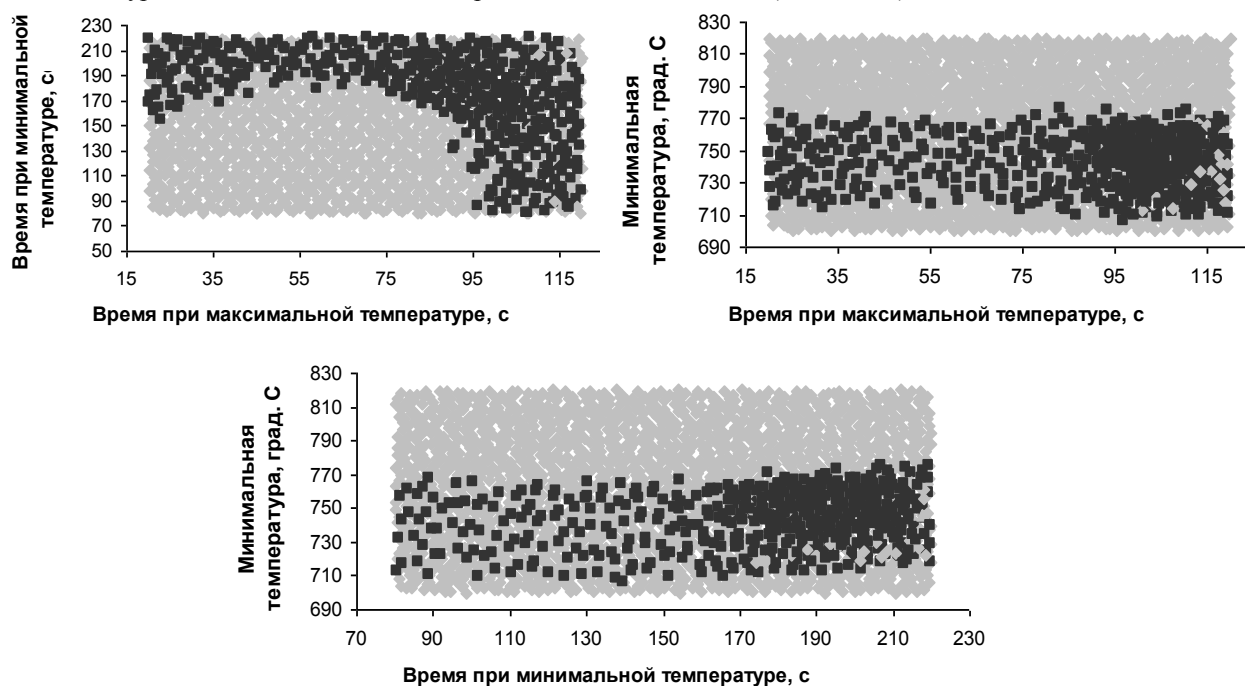 Время при минимальной
температуре, с
230
210
190
170
150
130
110
90
70
50
15 35 55 75 95 115
Время при максимальной температуре, с
Минимальная
температура, град. С
830
810
790
770
750
730
710
690
15 35 55 75 95 115
Время при максимальной температуре, с
Минимальная
температура, град. С
830
810
790
770
750
730
710
690
70 90 110 130 150 170 190 210 230
Время при минимальной температуре, с